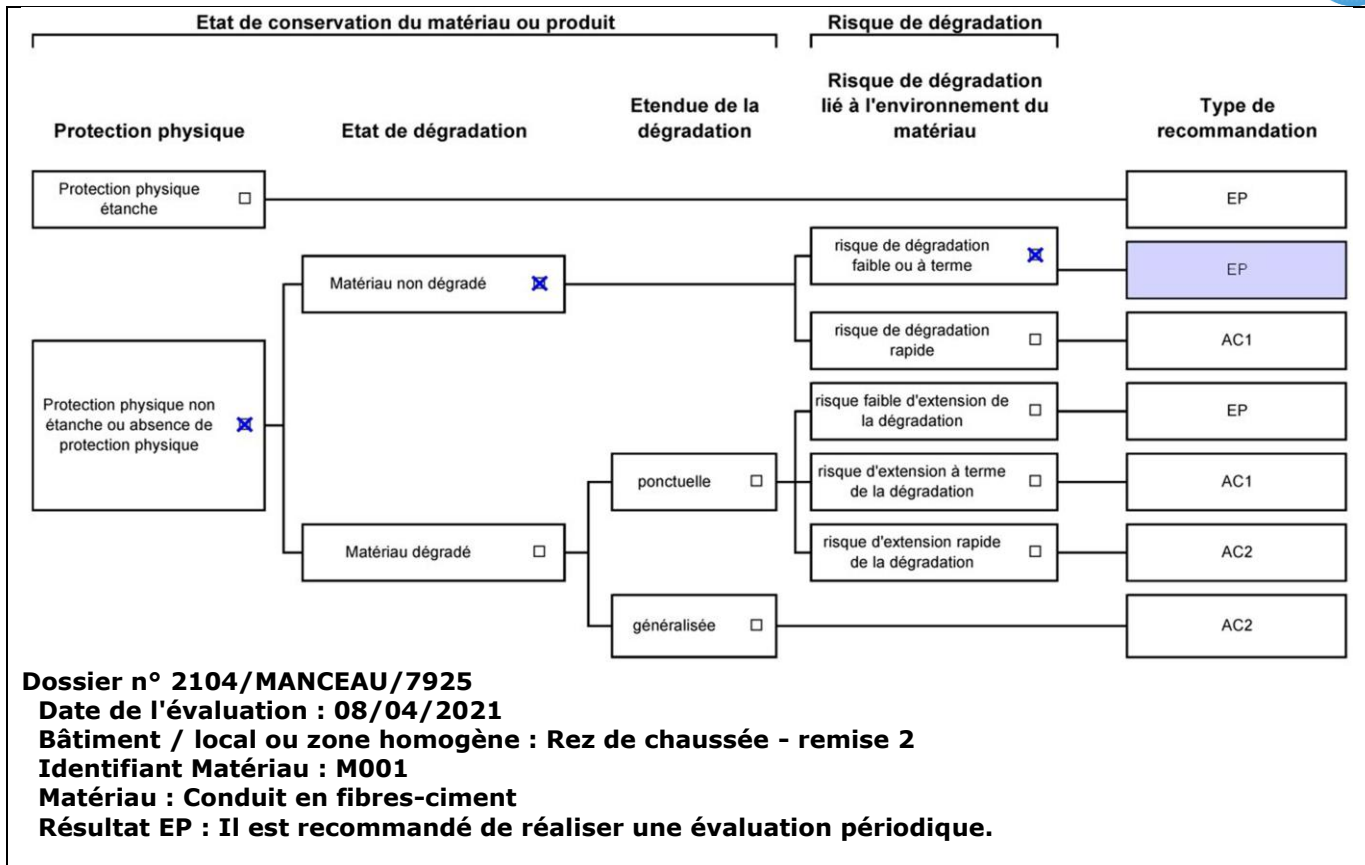 Etat de conservation du matériau ou produit
Risque de dégradation
Protection physique
Etat de dégradation
Etendue de la
dégradation
Risque de dégradation
lié à l'environnement du
matériau
Type de
recommandation
Protection physique
étanche
EP
risque de dégradation
faible ou à terme
EP
Matériau non dégradé
risque de dégradation
rapide
AC1
Protection physique non
étanche ou absence de
protection physique
risque faible d'extension de
la dégradation
EP
ponctuelle
risque d'extension à terme
de la dégradation
AC1
Matériau dégradé
risque d'extension rapide
de la dégradation
AC2
généralisée
AC2
Dossier n° 2104/MANCEAU/7925
Date de l'évaluation : 08/04/2021
Bâtiment / local ou zone homogène : Rez de chaussée - remise 2
Identifiant Matériau : M001
Matériau : Conduit en fibres-ciment
Résultat EP : Il est recommandé de réaliser une évaluation périodique.